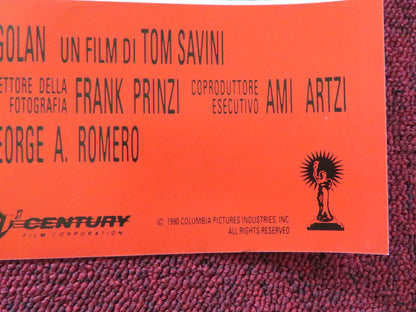 GOLAN UN FILM DI TOM SAVINI
ETTORE DELLA FOTOGRAFIA FRANK PRINZI COPRODUTTORE ESECUTIVO AMI ARTZI
EORGE A. ROMERO
21 CENTURY
FILM CORPORATION
© 1990 COLUMBIA PICTURES INDUSTRIES, INC.
ALL RIGHTS RESERVED